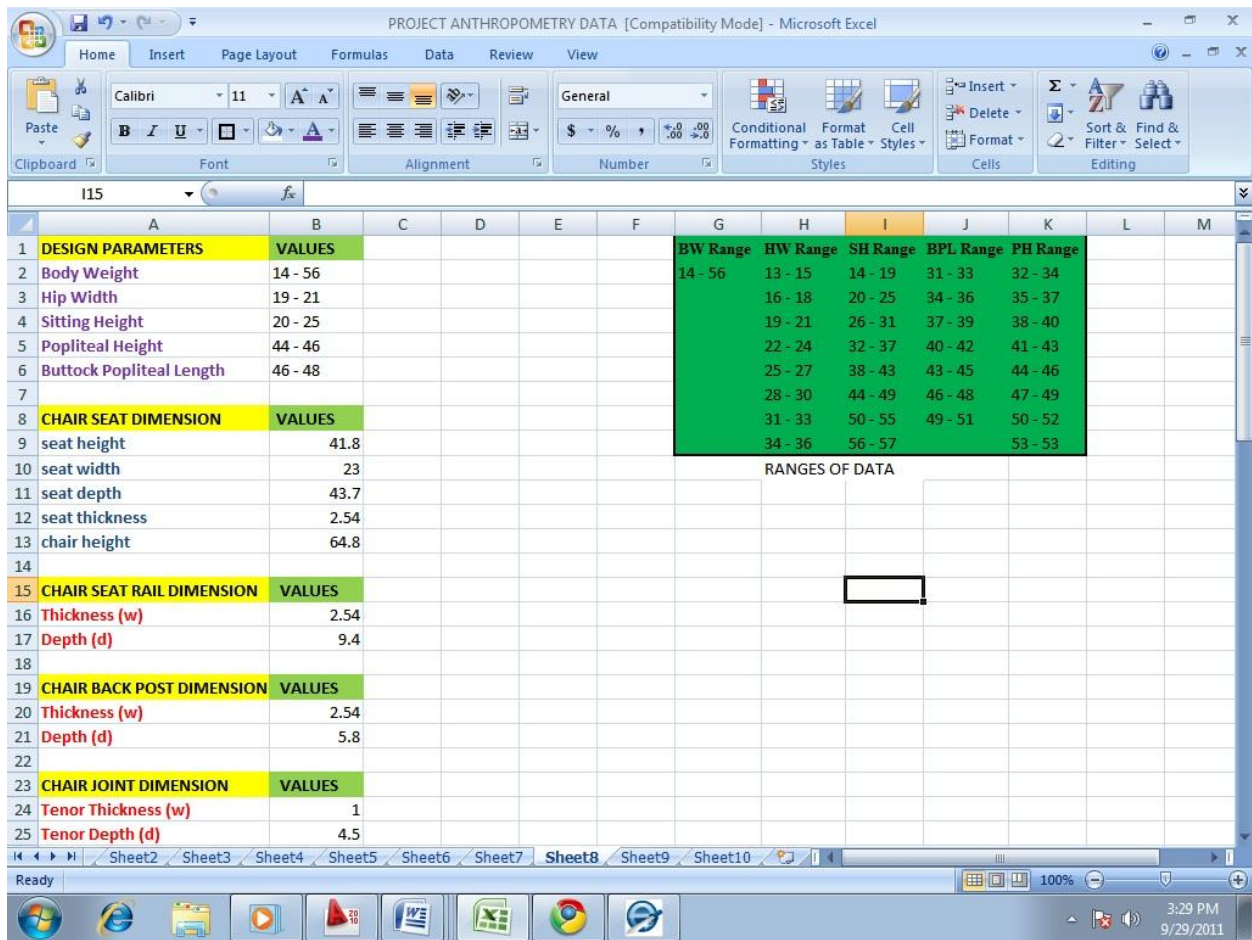 PROJECT ANTHROPOMETRY DATA [Compatibility Mode] - Microsoft Excel
Home Insert Page Layout Formulas Data Review View
Paste
Calibri 11 A A
B I U A
General
$ % , .0 .00 .00 .0
Conditional Formatting
Format as Table
Cell Styles
Insert
Delete
Format
Σ
Sort & Filter
Find & Select
Clipboard Font Alignment Number Styles Cells Editing
I15 fx
A B C D E F G H I J K L M
1 DESIGN PARAMETERS VALUES BW Range HW Range SH Range BPL Range PH Range
2 Body Weight 14 - 56 14 - 56 13 - 15 14 - 19 31 - 33 32 - 34
3 Hip Width 19 - 21 16 - 18 20 - 25 34 - 36 35 - 37
4 Sitting Height 20 - 25 19 - 21 26 - 31 37 - 39 38 - 40
5 Popliteal Height 44 - 46 22 - 24 32 - 37 40 - 42 41 - 43
6 Buttock Popliteal Length 46 - 48 25 - 27 38 - 43 43 - 45 44 - 46
7 28 - 30 44 - 49 46 - 48 47 - 49
8 CHAIR SEAT DIMENSION VALUES 31 - 33 50 - 55 49 - 51 50 - 52
9 seat height 41.8 34 - 36 56 - 57 53 - 53
10 seat width 23 RANGES OF DATA
11 seat depth 43.7
12 seat thickness 2.54
13 chair height 64.8
14
15 CHAIR SEAT RAIL DIMENSION VALUES
16 Thickness (w) 2.54
17 Depth (d) 9.4
18
19 CHAIR BACK POST DIMENSION VALUES
20 Thickness (w) 2.54
21 Depth (d) 5.8
22
23 CHAIR JOINT DIMENSION VALUES
24 Tenor Thickness (w) 1
25 Tenor Depth (d) 4.5
Sheet2 Sheet3 Sheet4 Sheet5 Sheet6 Sheet7 Sheet8 Sheet9 Sheet10
Ready 100%
3:29 PM
9/29/2011